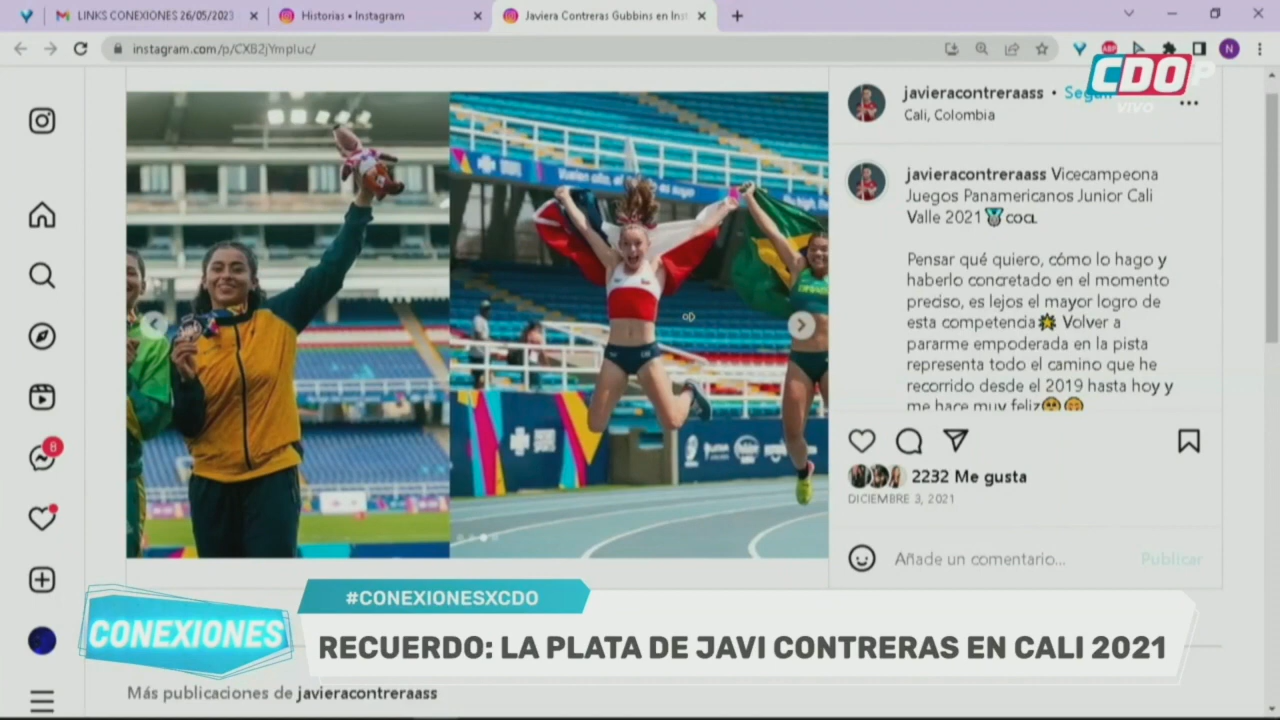 LINKS CONEXIONES 26/05/2023
Historias • Instagram
Javiera Contreras Gubbins en Inst
instagram.com/p/CXB2jYmpluc/
ABP
N
CDO
VIVO
javieracontreraass • Seguir
Cali, Colombia
javieracontreraass Vicecampeona
Juegos Panamericanos Junior Cali
Valle 2021🥈🇨🇱.
Pensar qué quiero, cómo lo hago y
haberlo concretado en el momento
preciso, es lejos el mayor logro de
esta competencia🌟 Volver a
pararme empoderada en la pista
representa todo el camino que he
recorrido desde el 2019 hasta hoy y
me hace muy feliz🥹😊
8
2232 Me gusta
DICIEMBRE 3, 2021
Añade un comentario...
Publicar
#CONEXIONESXCDO
CONEXIONES
RECUERDO: LA PLATA DE JAVI CONTRERAS EN CALI 2021
Más publicaciones de javieracontreraass